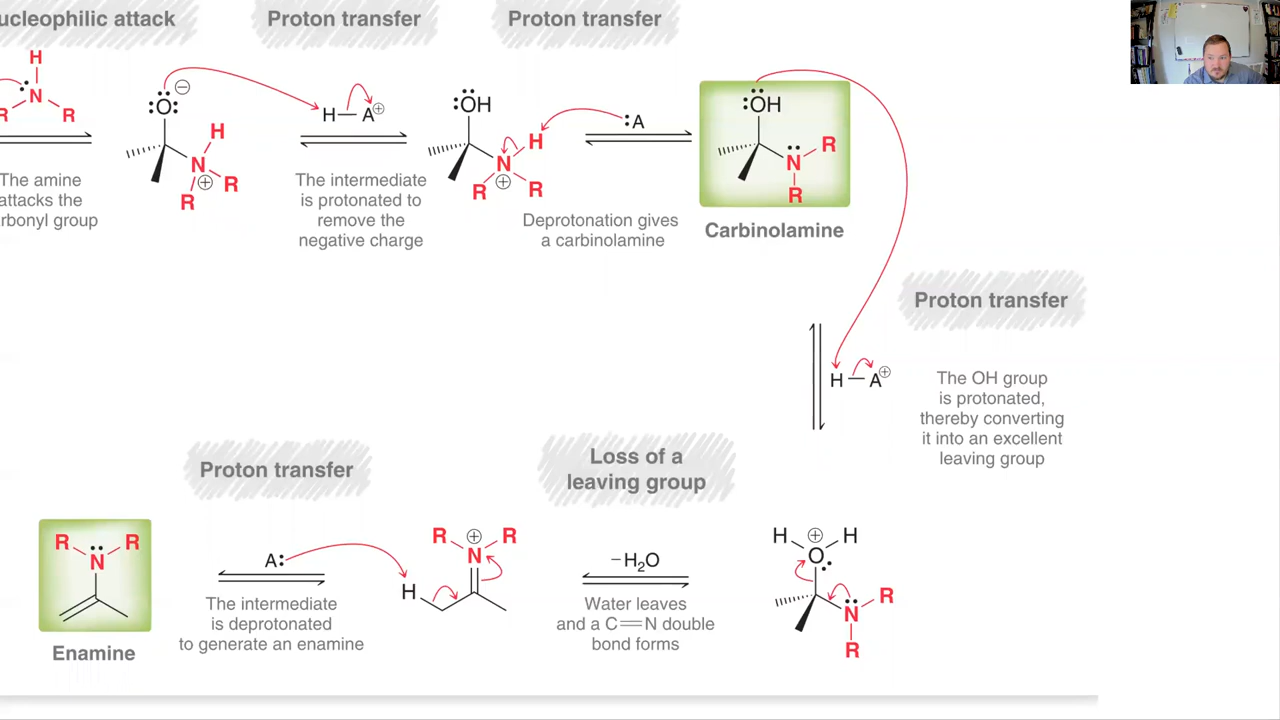 ucleophilic attack
Proton transfer
Proton transfer
H
N
R
R
The amine
attacks the
rbonyl group
:O: ⊖
H
N
⊕
R
R
H—A⊕
The intermediate
is protonated to
remove the
negative charge
:OH
H
N
⊕
R
R
:A
Deprotonation gives
a carbinolamine
:OH
N
R
R
Carbinolamine
Proton transfer
H—A⊕
The OH group
is protonated,
thereby converting
it into an excellent
leaving group
Proton transfer
Loss of a
leaving group
R N R
Enamine
A:
The intermediate
is deprotonated
to generate an enamine
R ⊕ R
N
H
−H₂O
Water leaves
and a C=N double
bond forms
H ⊕ H
O
N
R
R